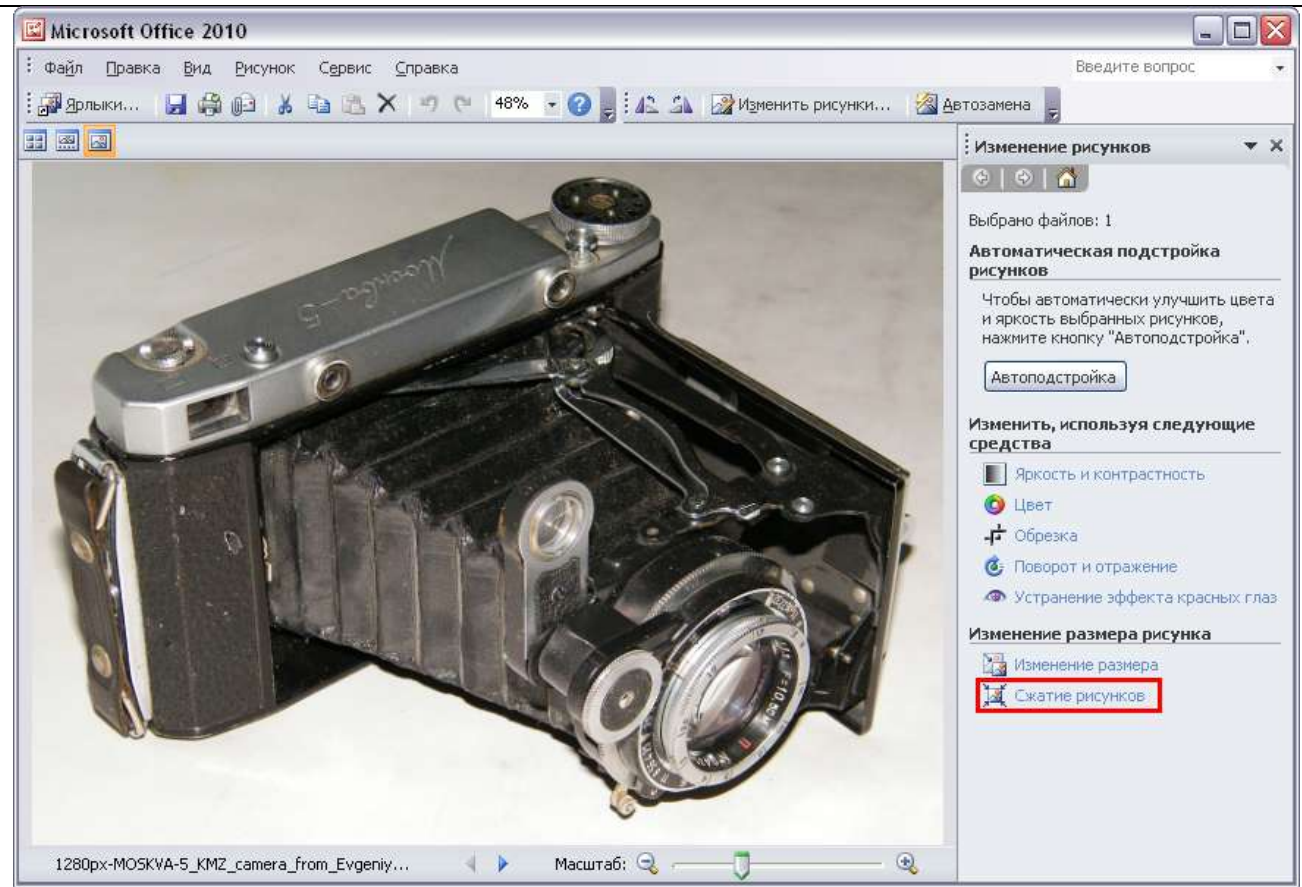 Microsoft Office 2010
Файл Правка Вид Рисунок Сервис Справка Введите вопрос
Ярлыки... 48% Изменить рисунки... Автозамена
Изменение рисунков
Выбрано файлов: 1
Автоматическая подстройка
рисунков
Чтобы автоматически улучшить цвета
и яркость выбранных рисунков,
нажмите кнопку "Автоподстройка".
Автоподстройка
Изменить, используя следующие
средства
Яркость и контрастность
Цвет
Обрезка
Поворот и отражение
Устранение эффекта красных глаз
Изменение размера рисунка
Изменение размера
Сжатие рисунков
Москва-5
1280px-MOSKVA-5_KMZ_camera_from_Evgeniy... Масштаб: